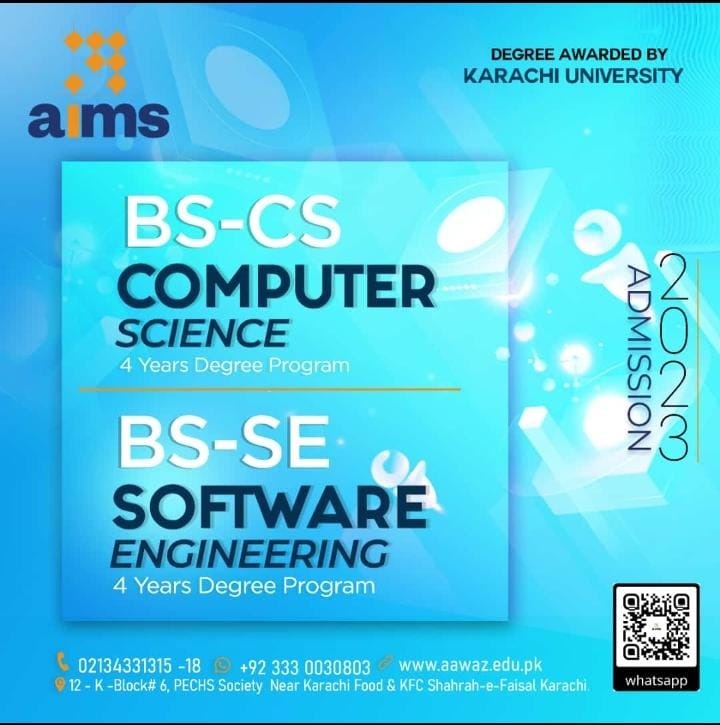 aims
DEGREE AWARDED BY
KARACHI UNIVERSITY
BS-CS
COMPUTER
SCIENCE
4 Years Degree Program
2023
ADMISSION
BS-SE
SOFTWARE
ENGINEERING
4 Years Degree Program
02134331315 -18 +92 333 0030803 www.aawaz.edu.pk
12 - K -Block# 6, PECHS Society Near Karachi Food & KFC Shahrah-e-Faisal Karachi.
whatsapp